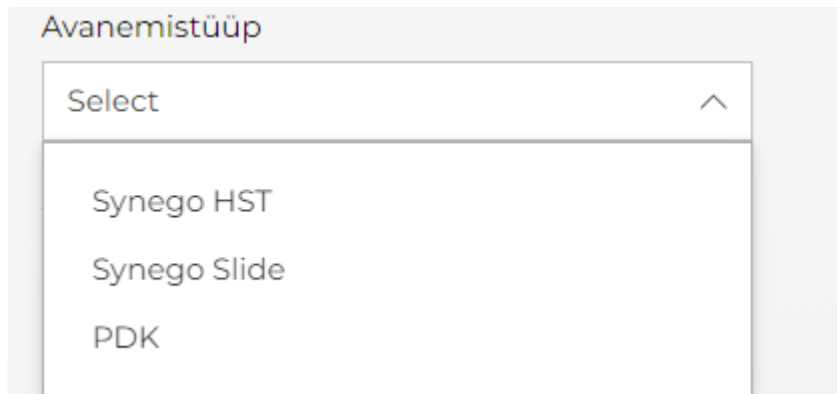 Avanemistüüp
Select
Synego HST
Synego Slide
PDK